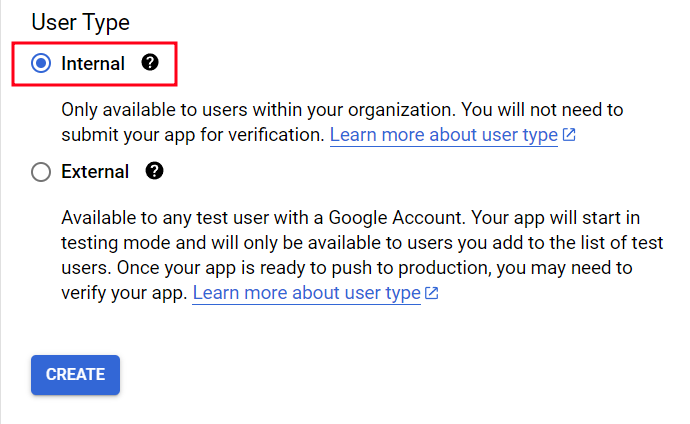 User Type
Internal
Only available to users within your organization. You will not need to
submit your app for verification. Learn more about user type
External
Available to any test user with a Google Account. Your app will start in
testing mode and will only be available to users you add to the list of test
users. Once your app is ready to push to production, you may need to
verify your app. Learn more about user type
CREATE